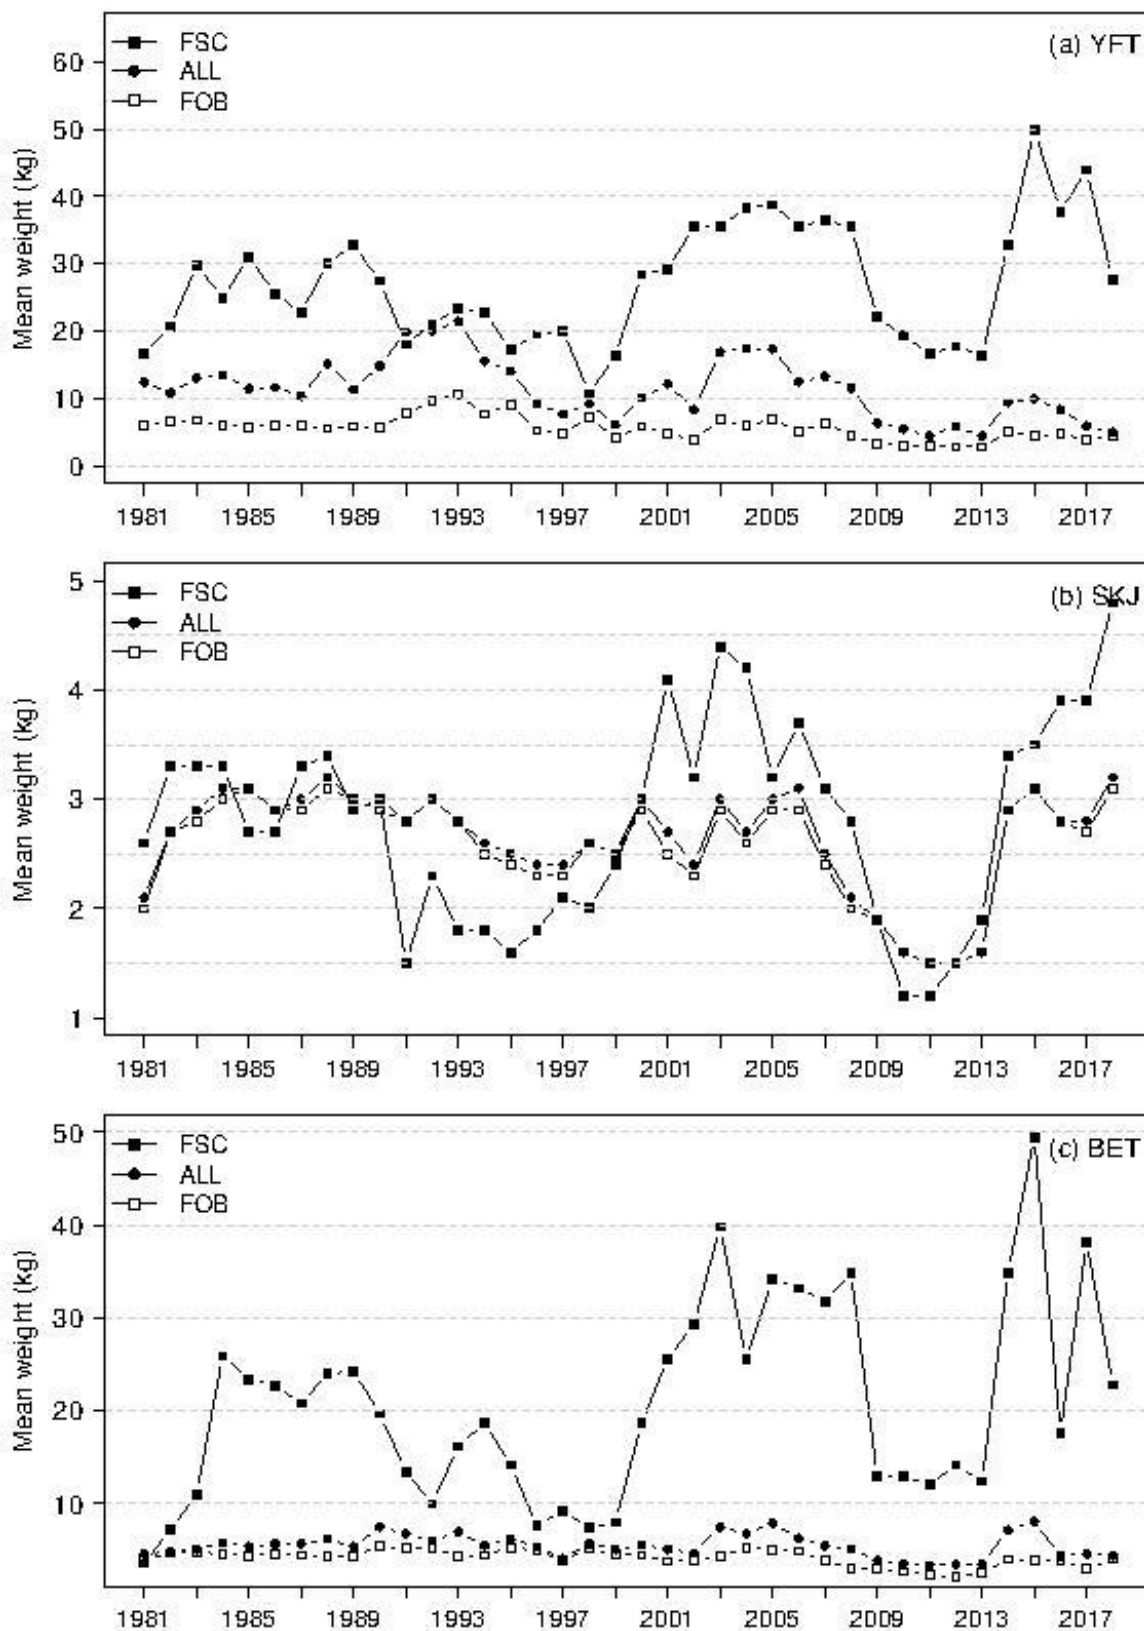 FSC
ALL
FOB
(a) YFT
60
50
40
30
20
10
0
Mean weight (kg)
1981 1985 1989 1993 1997 2001 2005 2009 2013 2017
FSC
ALL
FOB
(b) SKJ
5
4
3
2
1
Mean weight (kg)
1981 1985 1989 1993 1997 2001 2005 2009 2013 2017
FSC
ALL
FOB
(c) BET
50
40
30
20
10
Mean weight (kg)
1981 1985 1989 1993 1997 2001 2005 2009 2013 2017